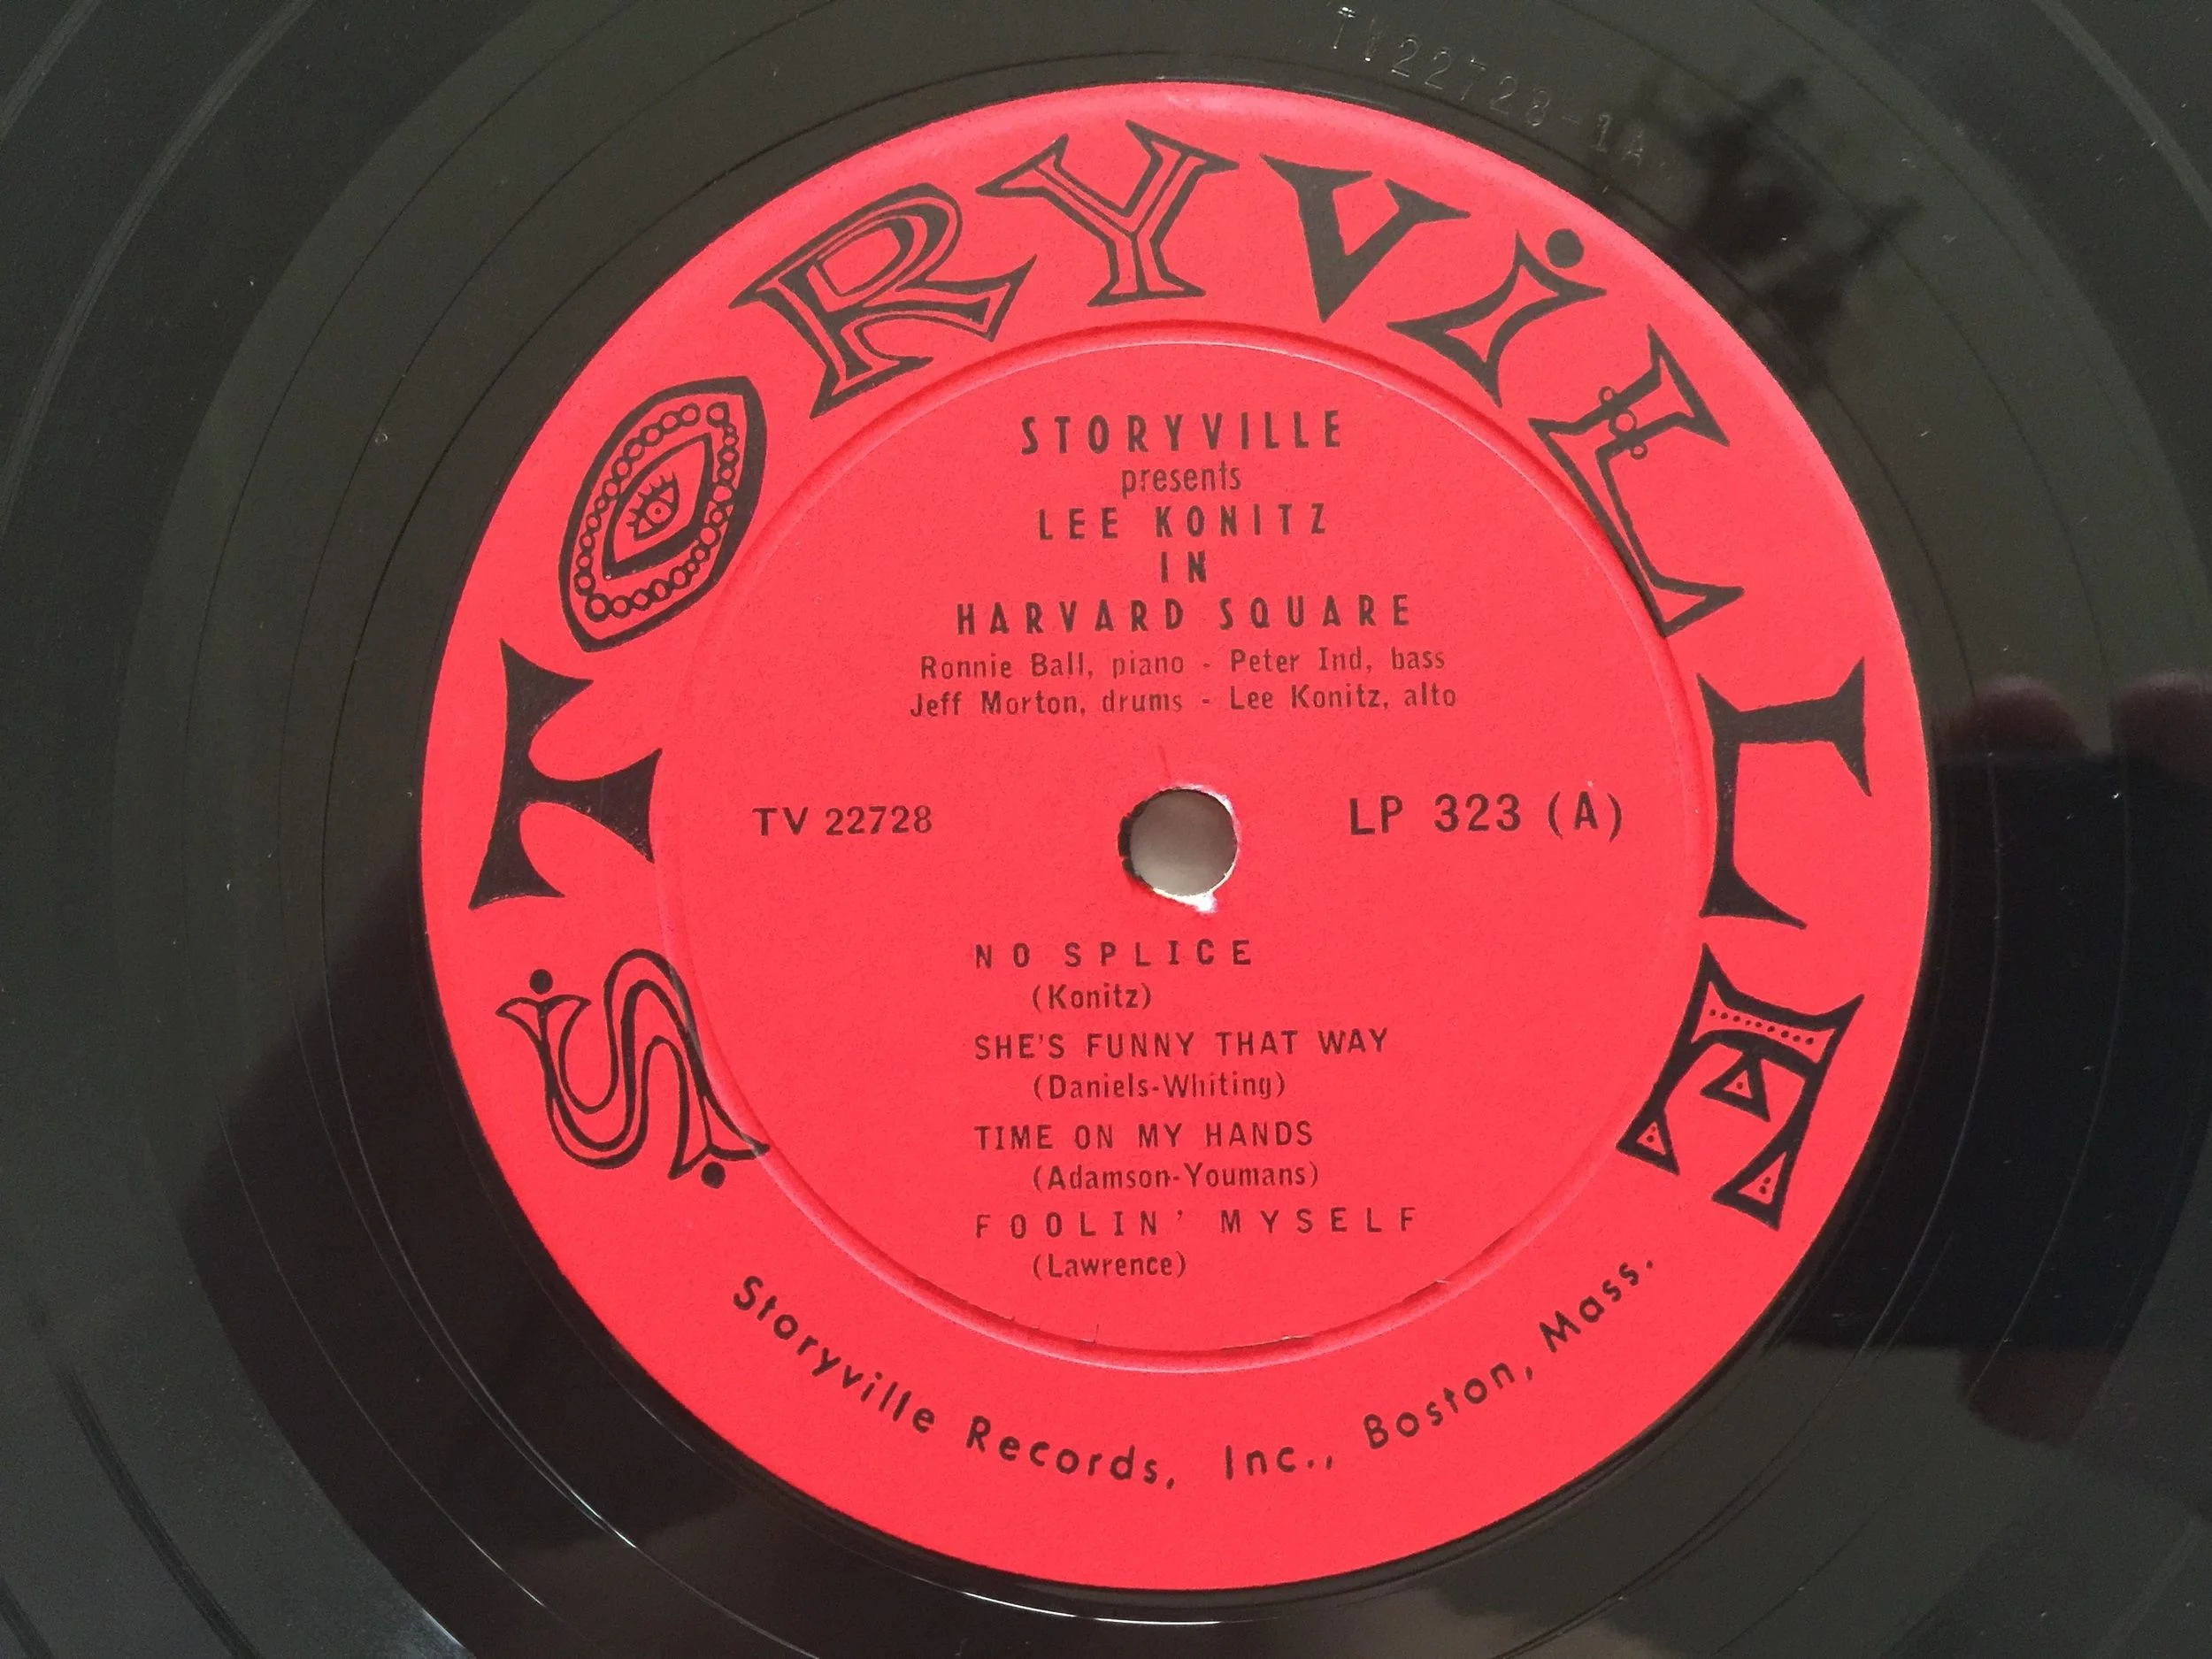 TV22728-1A
STORYViLLE
STORYVILLE
presents
LEE KONITZ
IN
HARVARD SQUARE
Ronnie Ball, piano - Peter Ind, bass
Jeff Morton, drums - Lee Konitz, alto
TV 22728
LP 323 (A)
NO SPLICE
(Konitz)
SHE'S FUNNY THAT WAY
(Daniels-Whiting)
TIME ON MY HANDS
(Adamson-Youmans)
FOOLIN' MYSELF
(Lawrence)
Storyville Records, Inc., Boston, Mass.